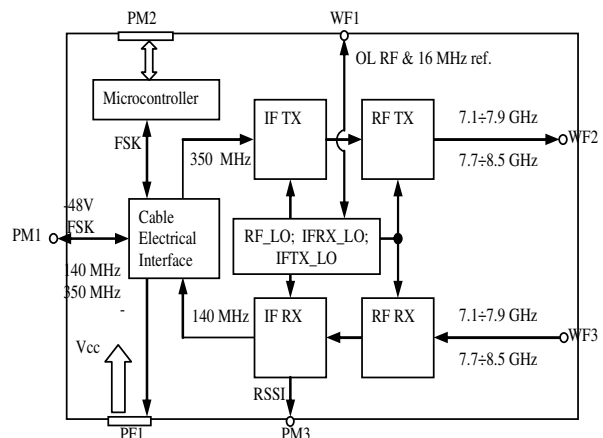 PM2
WF1
OL RF & 16 MHz ref.
Microcontroller
IF TX
RF TX
7.1÷7.9 GHz
WF2
7.7÷8.5 GHz
FSK
350 MHz
-48V
FSK
PM1
Cable
Electrical
Interface
RF_LO; IFRX_LO;
IFTX_LO
140 MHz
350 MHz
-
140 MHz
IF RX
RF RX
7.1÷7.9 GHz
WF3
7.7÷8.5 GHz
Vcc
RSSI
PF1
PM3